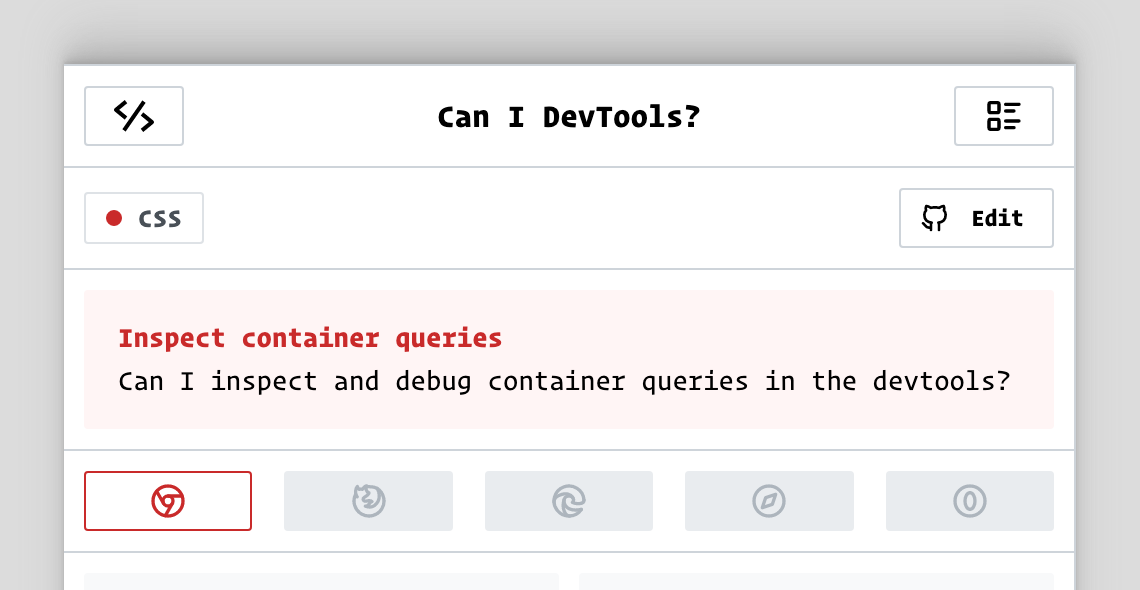 Can I DevTools?
CSS
Edit
Inspect container queries
Can I inspect and debug container queries in the devtools?